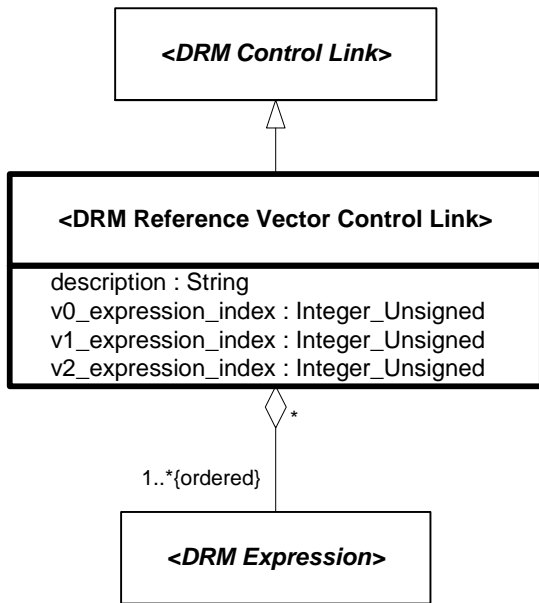 <DRM Control Link>
<DRM Reference Vector Control Link>
description : String
v0_expression_index : Integer_Unsigned
v1_expression_index : Integer_Unsigned
v2_expression_index : Integer_Unsigned
*
1..*{ordered}
<DRM Expression>